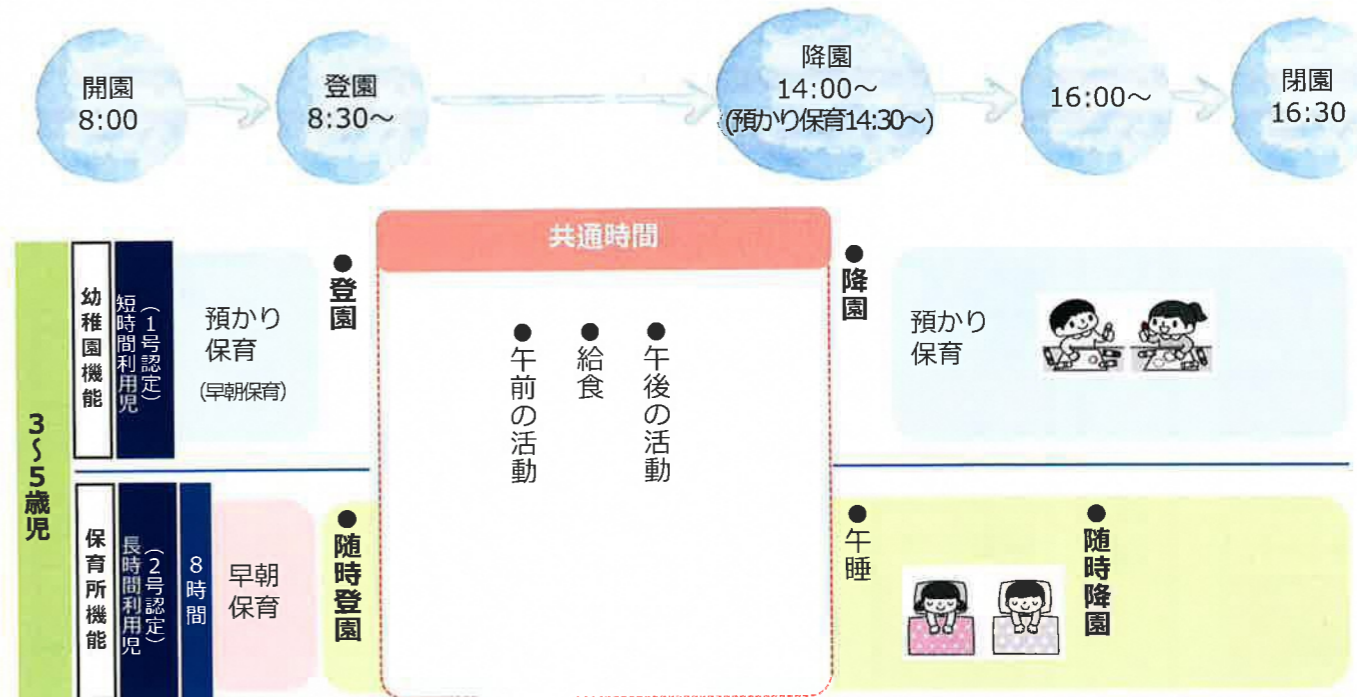 開園
8:00
登園
8:30～
降園
14:00～
(預かり保育14:30～)
16:00～
閉園
16:30
3～5歳児
幼稚園機能
(1号認定)
短時間利用児
預かり
保育
(早朝保育)
●登園
共通時間
●午前の活動
●給食
●午後の活動
●降園
預かり
保育
保育所機能
(2号認定)
長時間利用児
8時間
早朝
保育
●随時登園
●午睡
●随時降園